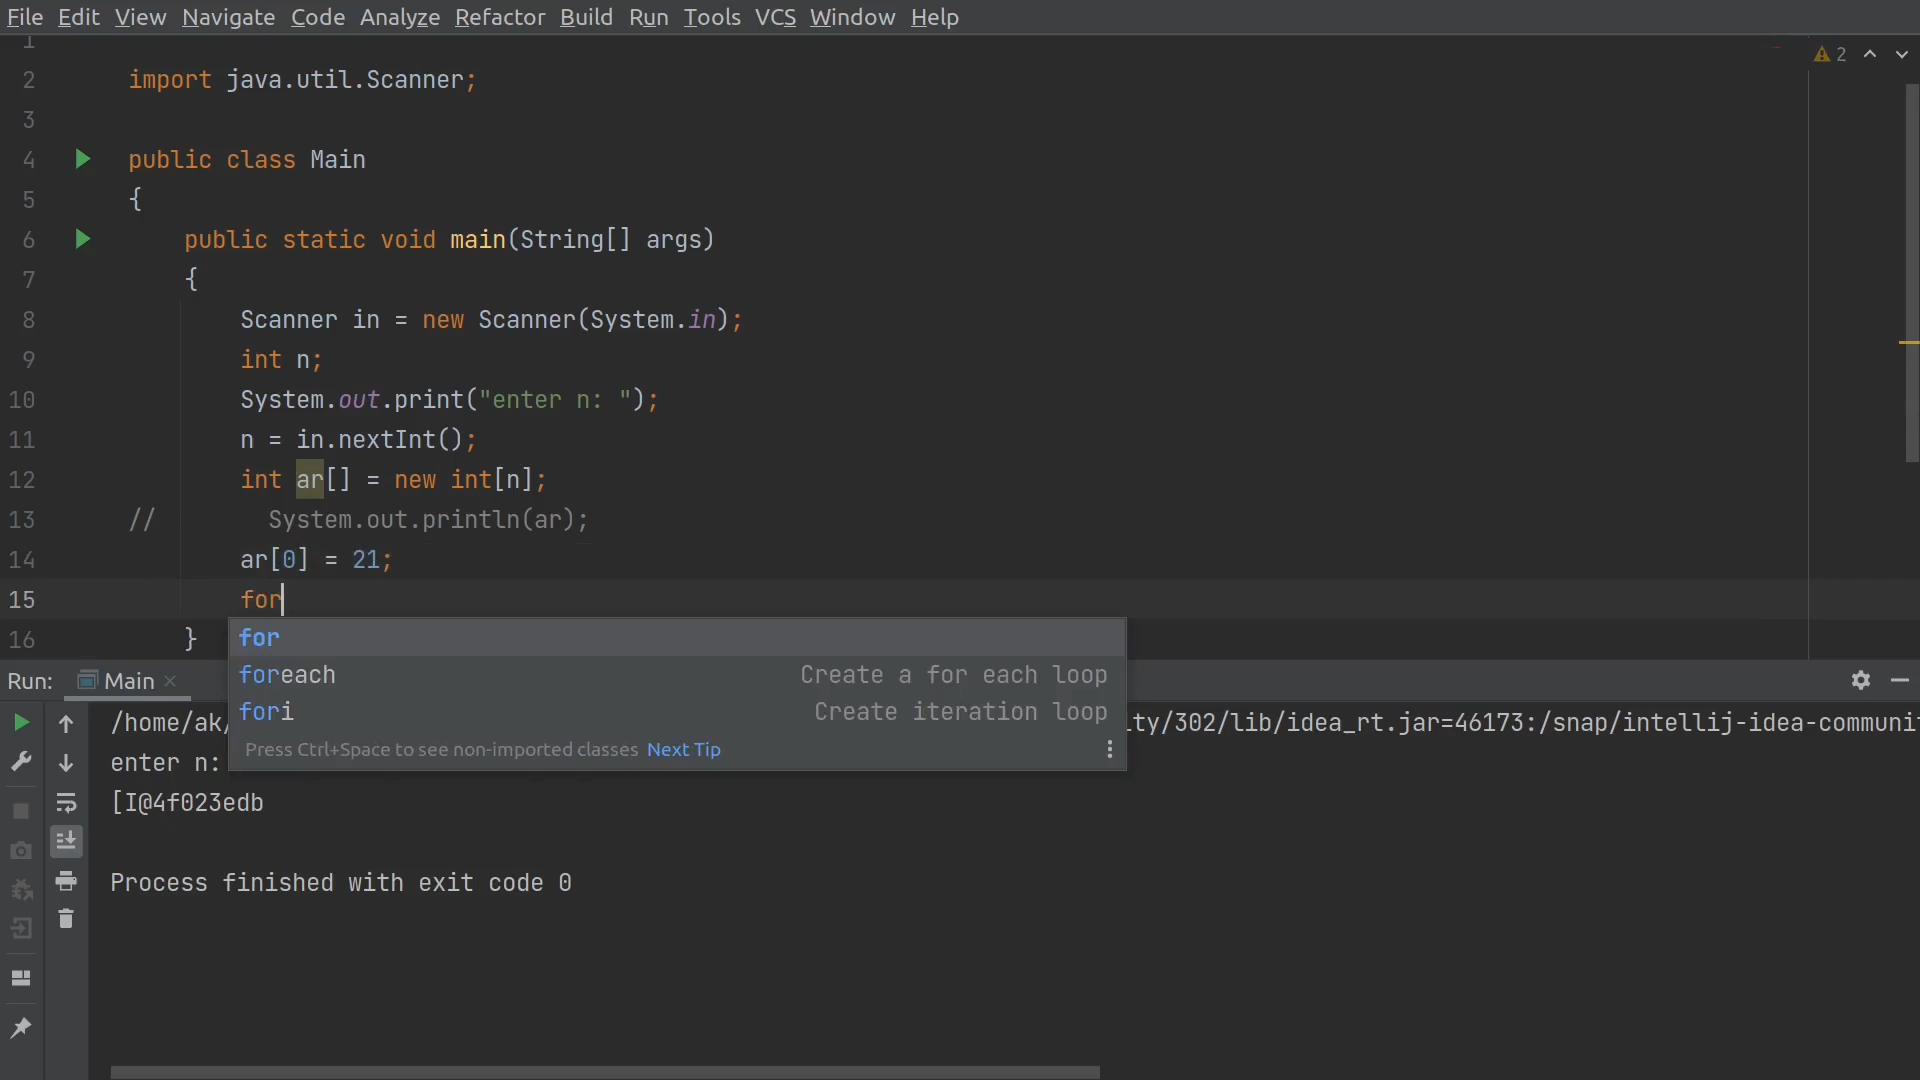 File Edit View Navigate Code Analyze Refactor Build Run Tools VCS Window Help
1
2
2 import java.util.Scanner;
3
4 public class Main
5 {
6 public static void main(String[] args)
7 {
8 Scanner in = new Scanner(System.in);
9 int n;
10 System.out.print("enter n: ");
11 n = in.nextInt();
12 int ar[] = new int[n];
13 // System.out.println(ar);
14 ar[0] = 21;
15 for
16 }
for
foreach Create a for each loop
fori Create iteration loop
Press Ctrl+Space to see non-imported classes Next Tip
Run: Main
/home/ak/ ity/302/lib/idea_rt.jar=46173:/snap/intellij-idea-communi
enter n:
[I@4f023edb
Process finished with exit code 0